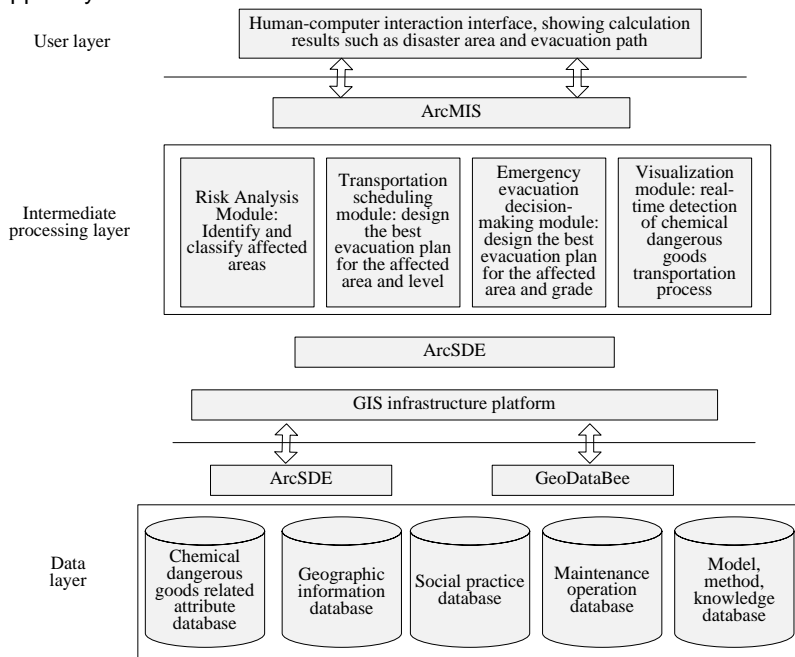 Human-computer interaction interface, showing calculation
results such as disaster area and evacuation path
User layer
ArcMIS
Intermediate
processing layer
Risk Analysis
Module:
Identify and
classify affected
areas
Transportation
scheduling
module: design
the best
evacuation plan
for the affected
area and level
Emergency
evacuation
decision-
making module:
design the best
evacuation plan
for the affected
area and grade
Visualization
module: real-
time detection
of chemical
dangerous
goods
transportation
process
ArcSDE
GIS infrastructure platform
ArcSDE
GeoDataBee
Data
layer
Chemical
dangerous
goods related
attribute
database
Geographic
information
database
Social practice
database
Maintenance
operation
database
Model,
method,
knowledge
database